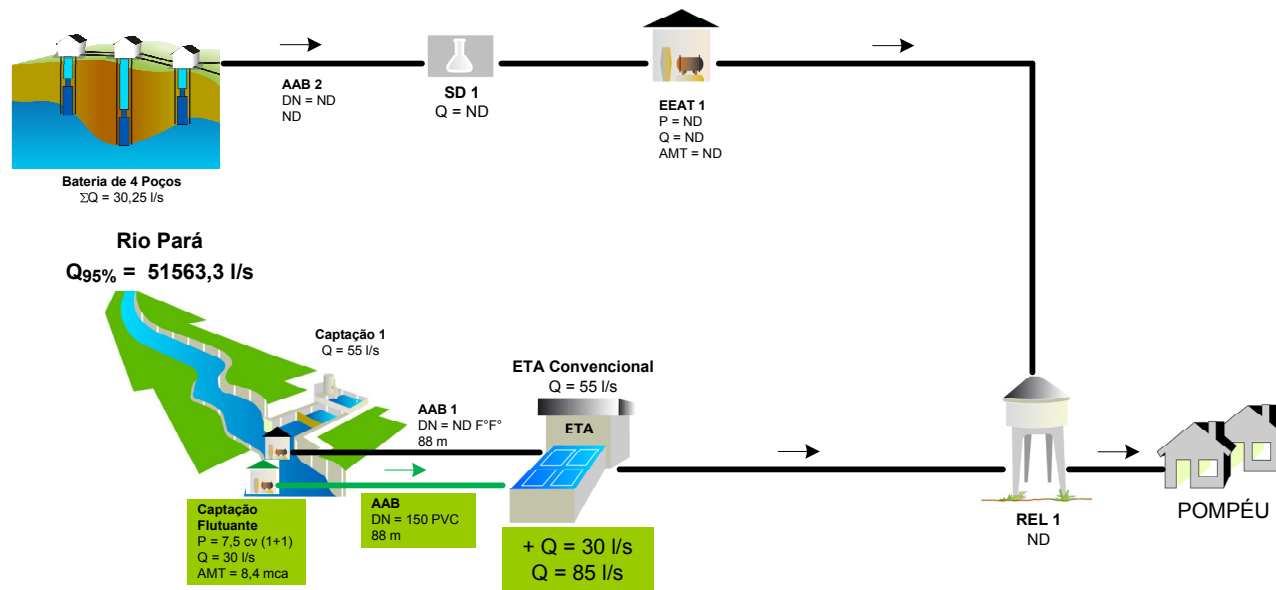 Bateria de 4 Poços
ΣQ = 30,25 l/s
AAB 2
DN = ND
ND
SD 1
Q = ND
EEAT 1
P = ND
Q = ND
AMT = ND
Rio Pará
Q95% = 51563,3 l/s
Captação 1
Q = 55 l/s
AAB 1
DN = ND F°F°
88 m
ETA Convencional
Q = 55 l/s
ETA
Captação
Flutuante
P = 7,5 cv (1+1)
Q = 30 l/s
AMT = 8,4 mca
AAB
DN = 150 PVC
88 m
+ Q = 30 l/s
Q = 85 l/s
REL 1
ND
POMPÉU